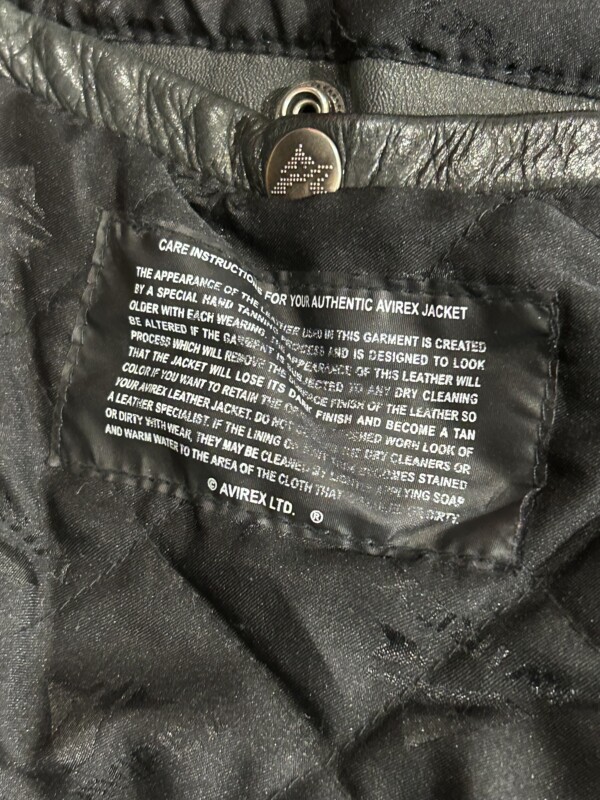 CARE INSTRUCTIONS FOR YOUR AUTHENTIC AVIREX JACKET
THE APPEARANCE OF THE LEATHER USED IN THIS GARMENT IS CREATED
BY A SPECIAL HAND TANNING PROCESS AND IS DESIGNED TO LOOK
OLDER WITH EACH WEARING. THE APPEARANCE OF THIS LEATHER WILL
BE ALTERED IF THE GARMENT IS SUBJECTED TO ANY DRY CLEANING
PROCESS WHICH WILL REMOVE THE SURFACE FINISH OF THE LEATHER SO
THAT THE JACKET WILL LOSE ITS DARK FINISH AND BECOME A TAN
COLOR IF YOU WANT TO RETAIN THE WORN LOOK OF
YOUR AVIREX LEATHER JACKET. DO NOT DRY CLEANERS OR
A LEATHER SPECIALIST. IF THE LINING BECOMES STAINED
OR DIRTY WITH WEAR, THEY MAY BE CLEANED BY APPLYING SOAP
AND WARM WATER TO THE AREA OF THE CLOTH THAT DIRTY.
© AVIREX LTD. ®